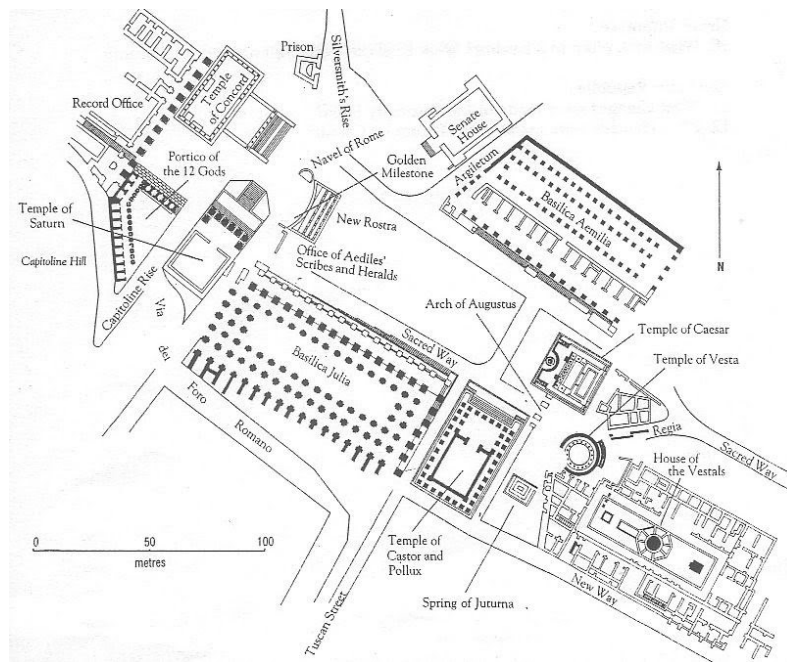 Prison
Silversmith's Rise
Temple
of Concord
Record Office
Senate
House
Portico of
the 12 Gods
Navel of Rome
Golden
Milestone
Argiletum
Basilica Aemilia
Temple of
Saturn
New Rostra
Capitoline Hill
Office of Aediles'
Scribes and Heralds
N
Capitoline Rise
Via
dei
Foro
Romano
Arch of Augustus
Sacred Way
Temple of Caesar
Basilica Julia
Temple of Vesta
Regia
Sacred Way
House of
the Vestals
0 50 100
metres
Temple of
Castor and
Pollux
Spring of Juturna
New Way
Tuscan Street